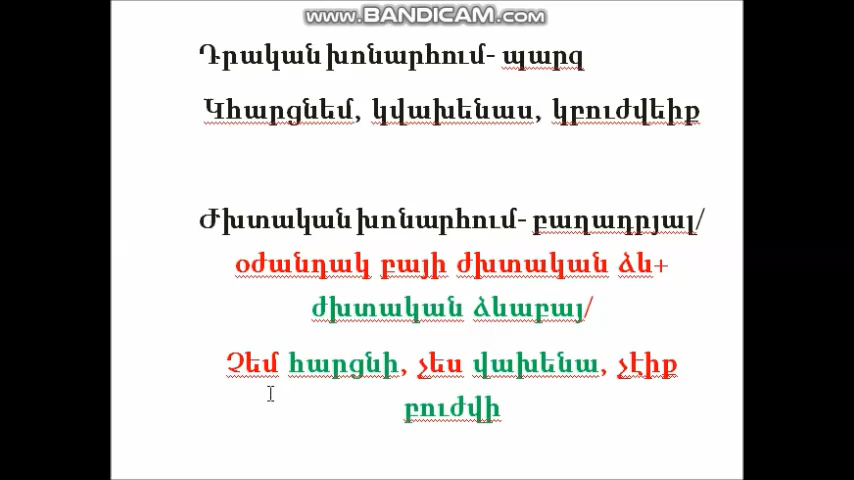 www.BANDICAM.com
Դրական խոնարհում- պարզ
Կհարցնեմ, կվախենաս, կբուժվեիք
Ժխտական խոնարհում- բաղադրյալ/
օժանդակ բայի ժխտական ձև+
ժխտական ձևաբայ/
Չեմ հարցնի, չես վախենա, չէիք
բուժվի